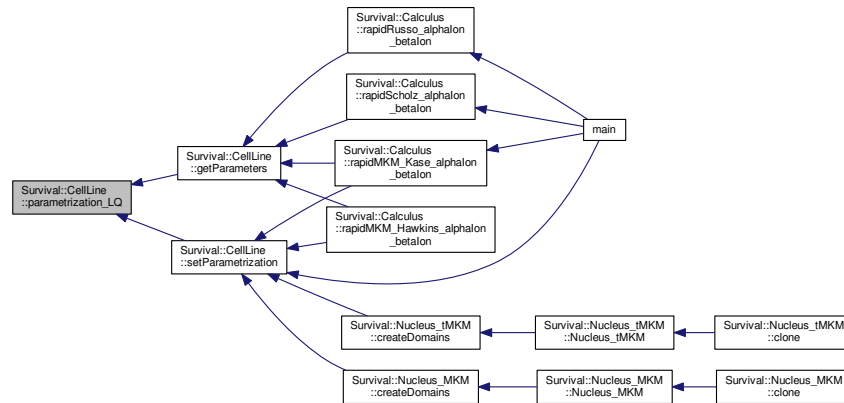 Survival::CellLine
::parametrization_LQ
Survival::CellLine
::getParameters
Survival::CellLine
::setParametrization
Survival::Calculus
::rapidRusso_alphaIon
_betaIon
Survival::Calculus
::rapidScholz_alphaIon
_betaIon
Survival::Calculus
::rapidMKM_Kase_alphaIon
_betaIon
Survival::Calculus
::rapidMKM_Hawkins_alphaIon
_betaIon
main
Survival::Nucleus_tMKM
::createDomains
Survival::Nucleus_tMKM
::Nucleus_tMKM
Survival::Nucleus_tMKM
::clone
Survival::Nucleus_MKM
::createDomains
Survival::Nucleus_MKM
::Nucleus_MKM
Survival::Nucleus_MKM
::clone